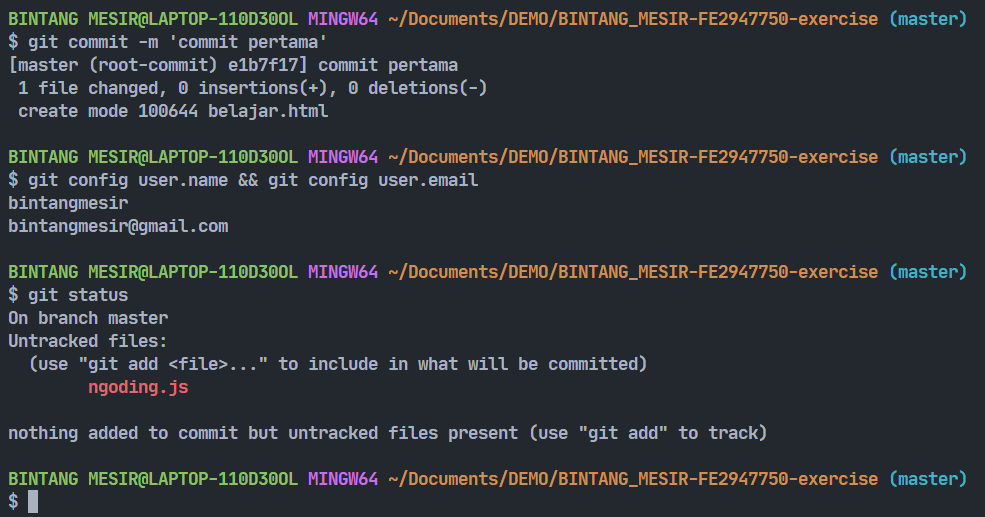 BINTANG MESIR@LAPTOP-110D30OL MINGW64 ~/Documents/DEMO/BINTANG_MESIR-FE2947750-exercise (master)
$ git commit -m 'commit pertama'
[master (root-commit) e1b7f17] commit pertama
 1 file changed, 0 insertions(+), 0 deletions(-)
 create mode 100644 belajar.html

BINTANG MESIR@LAPTOP-110D30OL MINGW64 ~/Documents/DEMO/BINTANG_MESIR-FE2947750-exercise (master)
$ git config user.name && git config user.email
bintangmesir
bintangmesir@gmail.com

BINTANG MESIR@LAPTOP-110D30OL MINGW64 ~/Documents/DEMO/BINTANG_MESIR-FE2947750-exercise (master)
$ git status
On branch master
Untracked files:
  (use "git add <file>..." to include in what will be committed)
        ngoding.js

nothing added to commit but untracked files present (use "git add" to track)

BINTANG MESIR@LAPTOP-110D30OL MINGW64 ~/Documents/DEMO/BINTANG_MESIR-FE2947750-exercise (master)
$